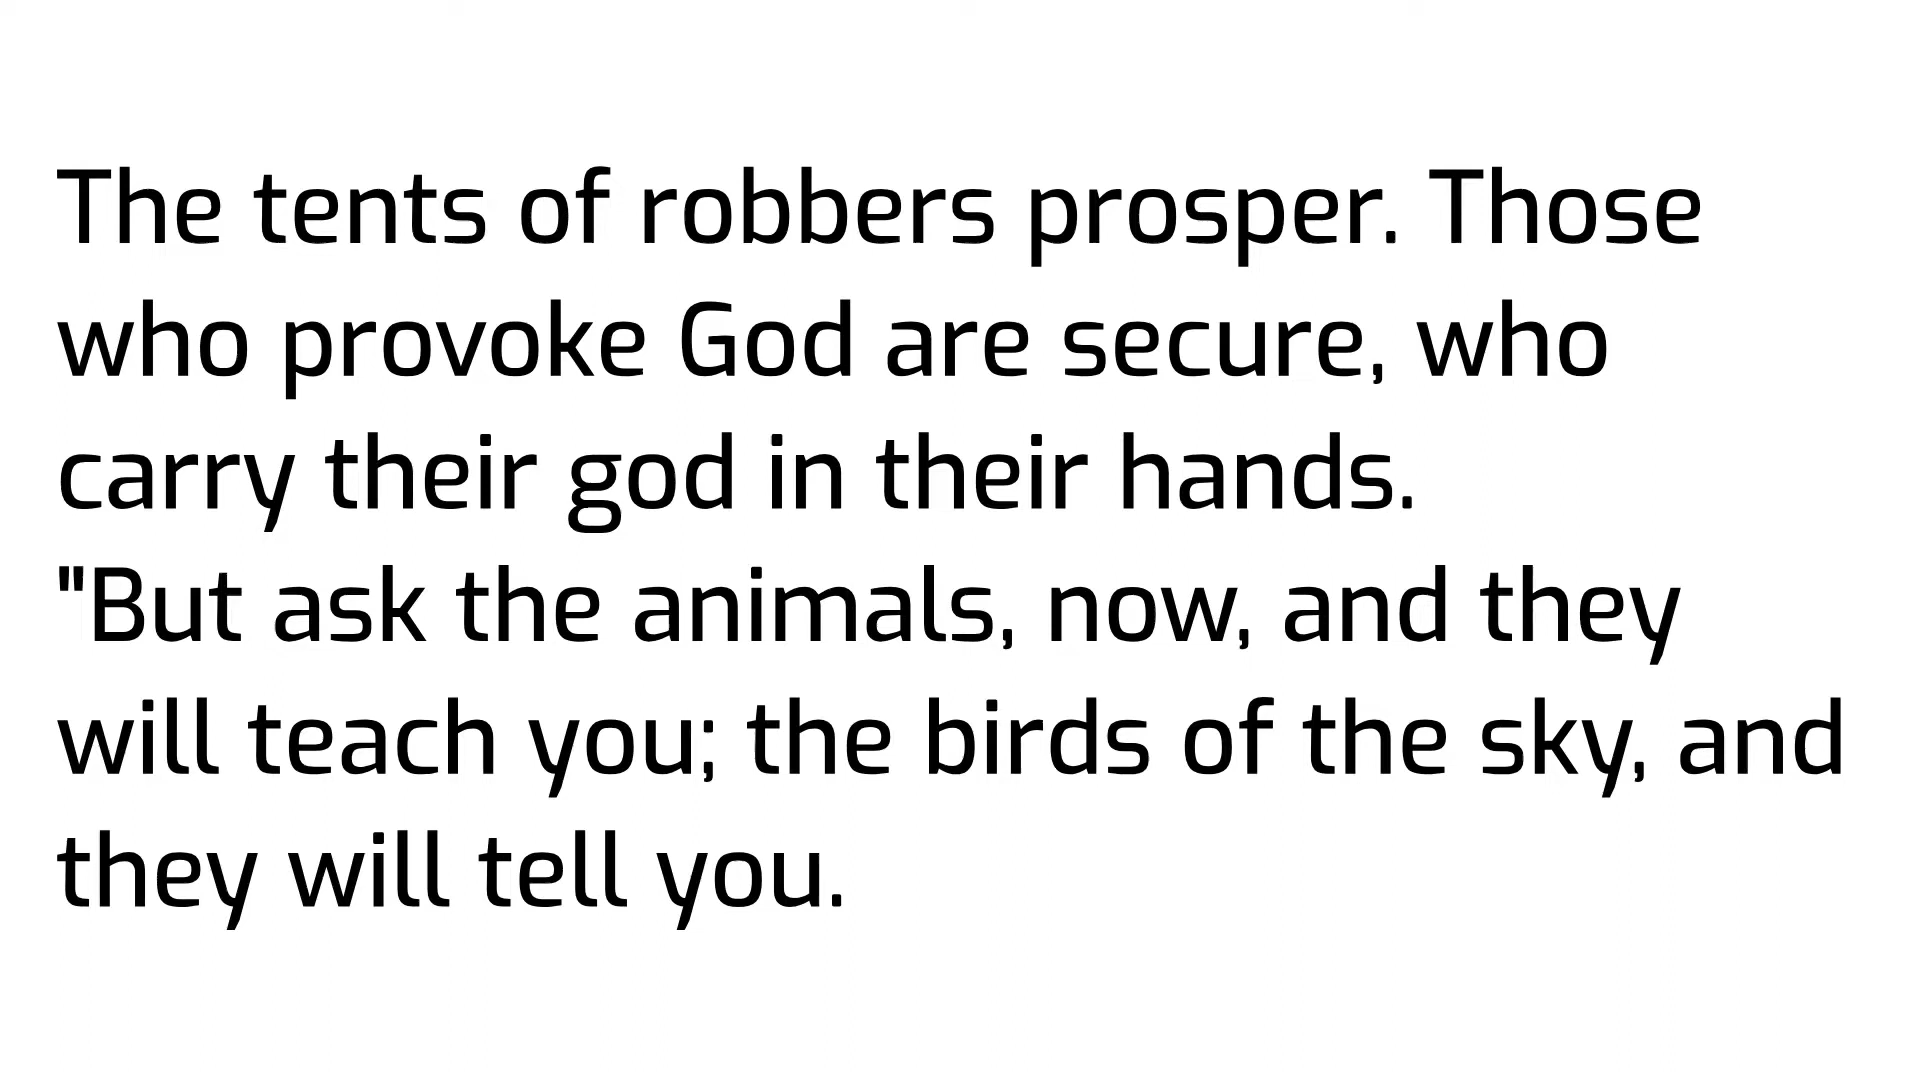 The tents of robbers prosper. Those
who provoke God are secure, who
carry their god in their hands.
"But ask the animals, now, and they
will teach you; the birds of the sky, and
they will tell you.